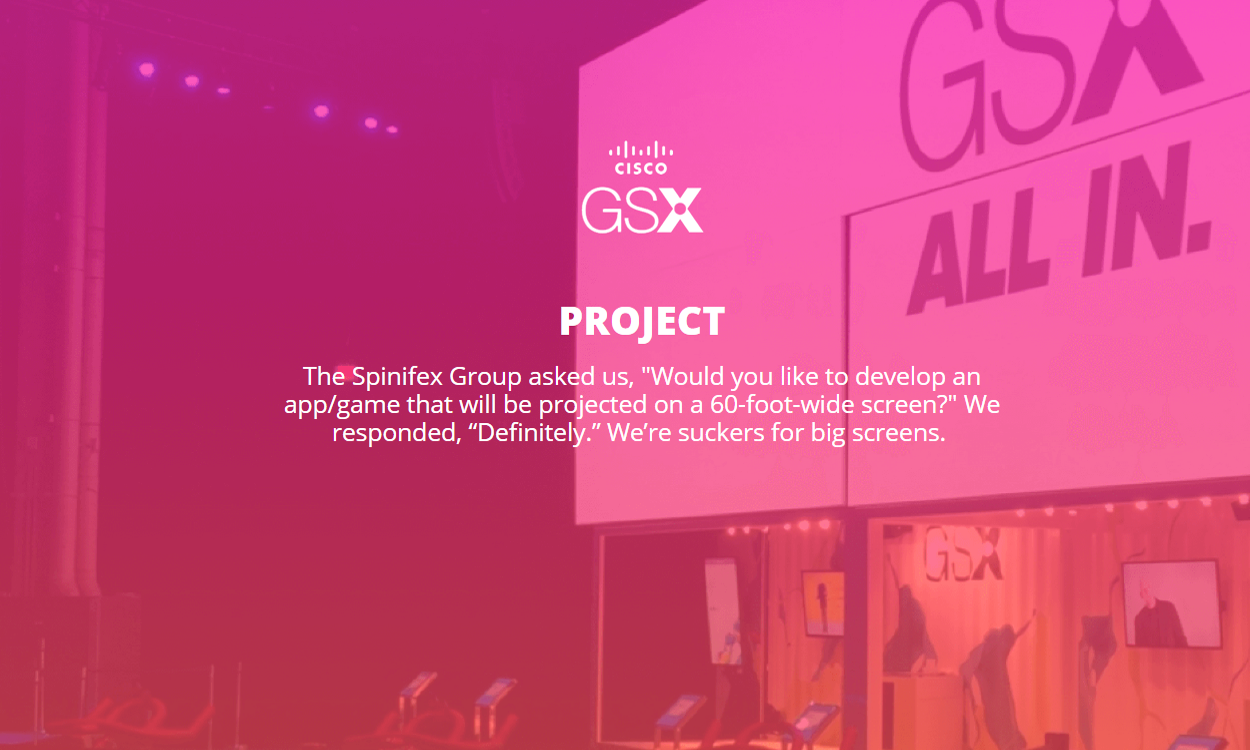 GSX
ALL IN.
CISCO
GSX
PROJECT
The Spinifex Group asked us, "Would you like to develop an
app/game that will be projected on a 60-foot-wide screen?" We
responded, “Definitely.” We’re suckers for big screens.
GSX